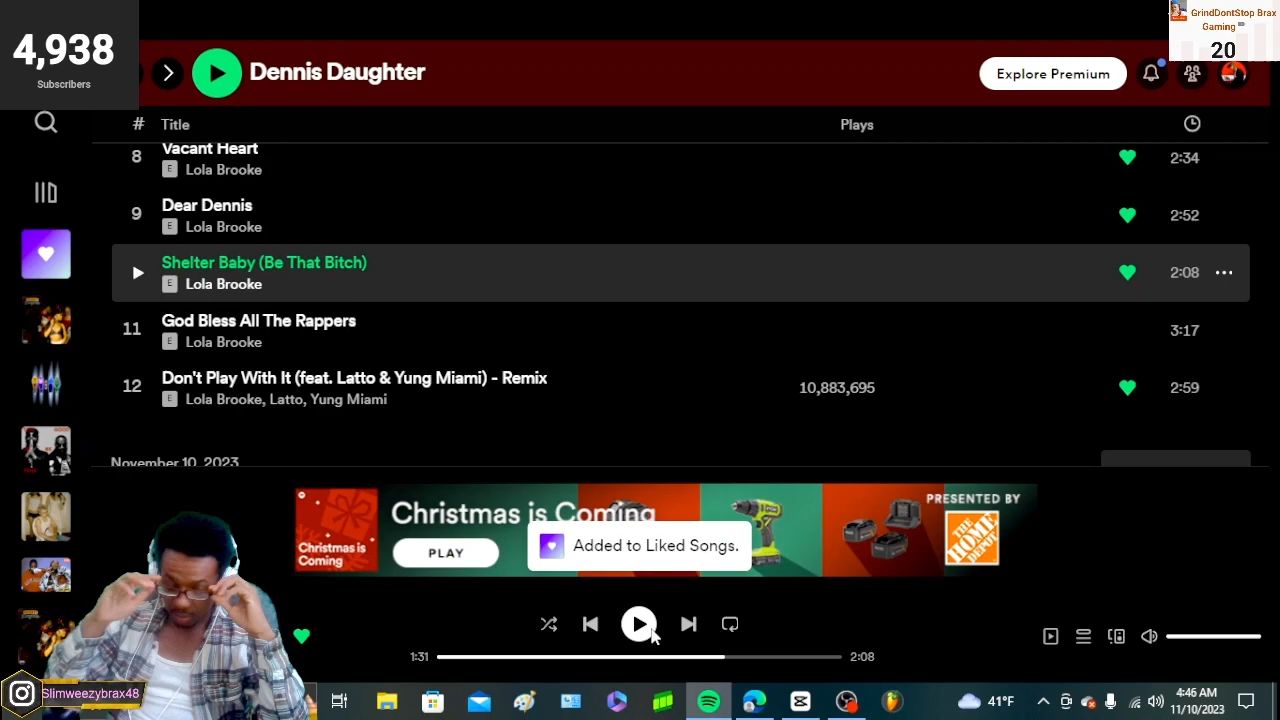 4,938
Subscribers
GrindDontStop Brax
Gaming
20
Dennis Daughter
Explore Premium
# Title Plays
8 Vacant Heart 2:34
E Lola Brooke
9 Dear Dennis 2:52
E Lola Brooke
Shelter Baby (Be That Bitch) 2:08
E Lola Brooke
11 God Bless All The Rappers 3:17
E Lola Brooke
12 Don't Play With It (feat. Latto & Yung Miami) - Remix 10,883,695 2:59
E Lola Brooke, Latto, Yung Miami
November 10, 2023
Christmas is
Coming
Christmas is Coming
PLAY
PRESENTED BY
THE
HOME
DEPOT
Added to Liked Songs.
1:31 2:08
Slimweezybrax48
41°F
4:46 AM
11/10/2023